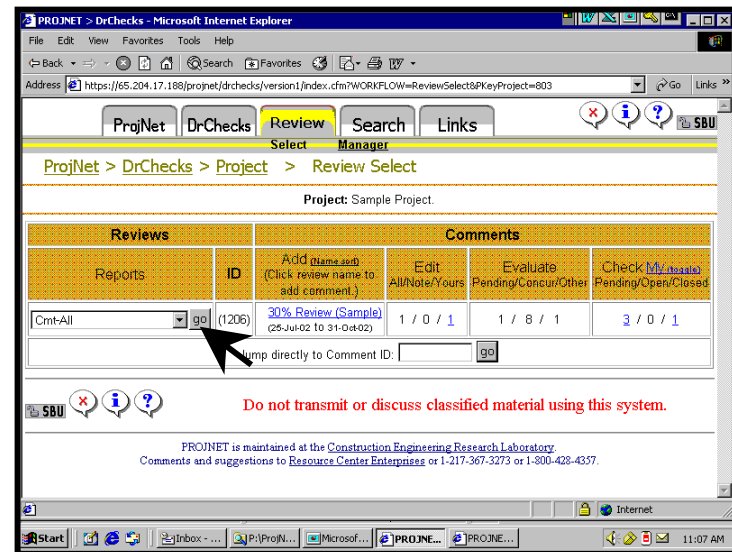 PROJNET > DrChecks - Microsoft Internet Explorer
File Edit View Favorites Tools Help
Back Search Favorites
Address https://65.204.17.188/projnet/drchecks/version1/index.cfm?WORKFLOW=ReviewSelect&PKeyProject=803 Go Links »
ProjNet DrChecks Review Search Links SBU
Select Manager
ProjNet > DrChecks > Project > Review Select
Project: Sample Project.
Reviews Comments
Reports ID Add (Name sort) Edit Evaluate Check My (toggle)
(Click review name to add comment.) All/Note/Yours Pending/Concur/Other Pending/Open/Closed
Cmt-All go (1206) 30% Review (Sample) 1 / 0 / 1 1 / 8 / 1 3 / 0 / 1
(25-Jul-02 to 31-Oct-02)
ump directly to Comment ID: go
SBU Do not transmit or discuss classified material using this system.
PROJNET is maintained at the Construction Engineering Research Laboratory.
Comments and suggestions to Resource Center Enterprises or 1-217-367-3273 or 1-800-428-4357.
Internet
Start Inbox - ... P:\ProjN... Microsof... PROJNE... PROJNE... 11:07 AM